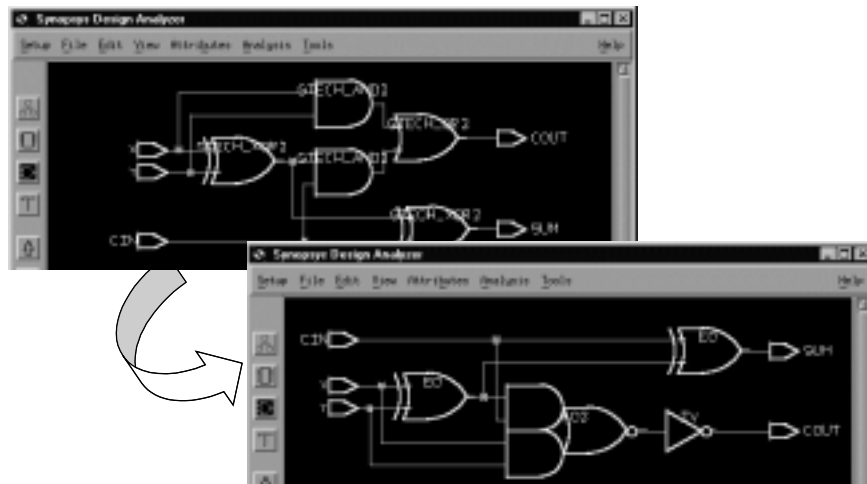 Synopsys Design Analyzer
Setup File Edit View Attributes Analysis Tools Help
GTECH_AND2
GTECH_XOR2
GTECH_AND2
COUT
GTECH_XOR2
SUM
CIN
Synopsys Design Analyzer
Setup File Edit View Attributes Analysis Tools Help
CIN
EO
SUM
EO
COUT